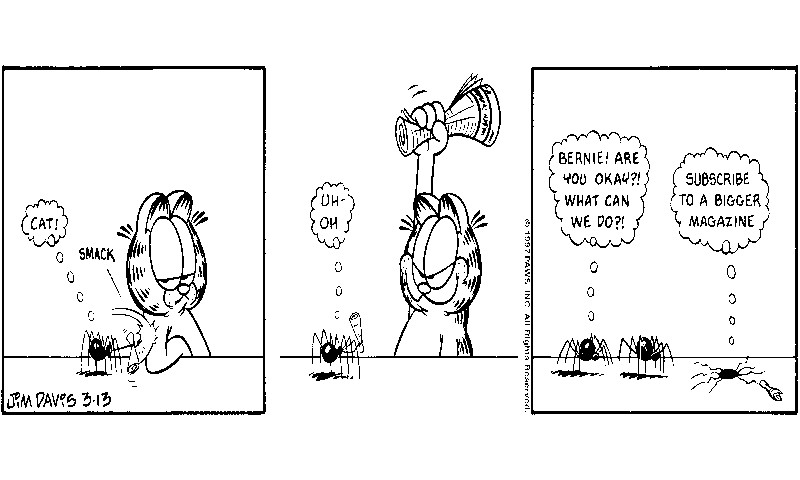 CAT!
SMACK
JIM DAVIS 3·13
UH-
OH
© 1997 PAWS, INC. All Rights Reserved.
BERNIE! ARE
YOU OKAY?!
WHAT CAN
WE DO?!
SUBSCRIBE
TO A BIGGER
MAGAZINE